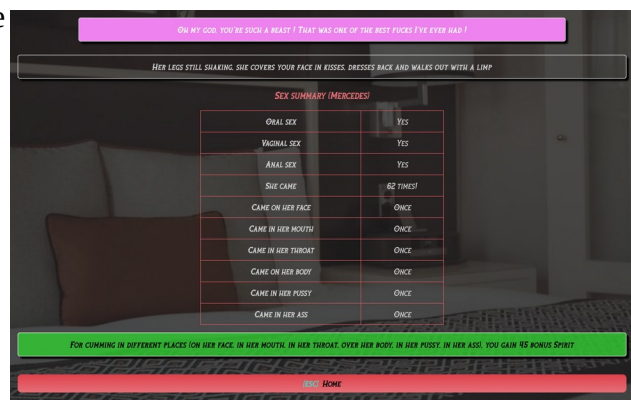 e
Oh my god, you're such a beast ! That was one of the best fucks I've ever had !
Her legs still shaking, she covers your face in kisses, dresses back and walks out with a limp
Sex summary (Mercedes)
Oral sex Yes
Vaginal sex Yes
Anal sex Yes
She came 62 times!
Came on her face Once
Came in her mouth Once
Came in her throat Once
Came on her body Once
Came in her pussy Once
Came in her ass Once
For cumming in different places (on her face, in her mouth, in her throat, over her body, in her pussy, in her ass), you gain 45 bonus Spirit
[ESC] Home